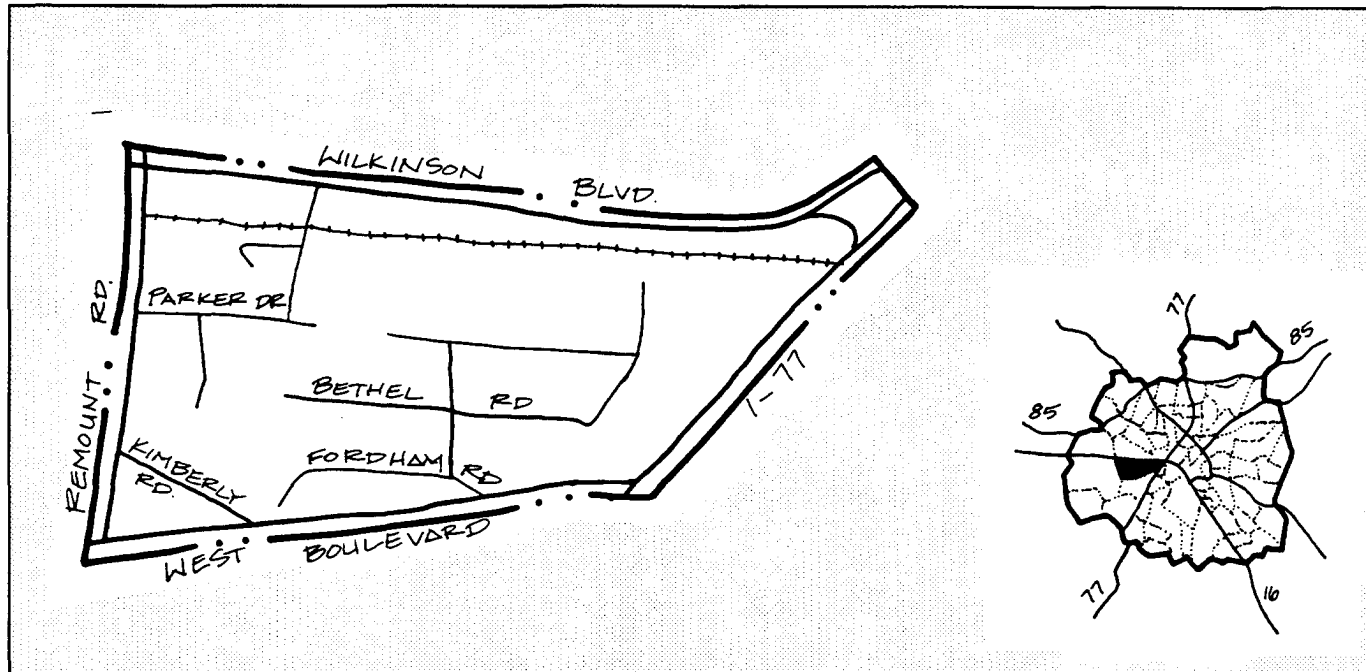 WILKINSON
BLVD.
REMOUNT RD.
PARKER DR
BETHEL RD
I-77
KIMBERLY
RD.
FORDHAM RD
WEST BOULEVARD
77
85
85
77
16